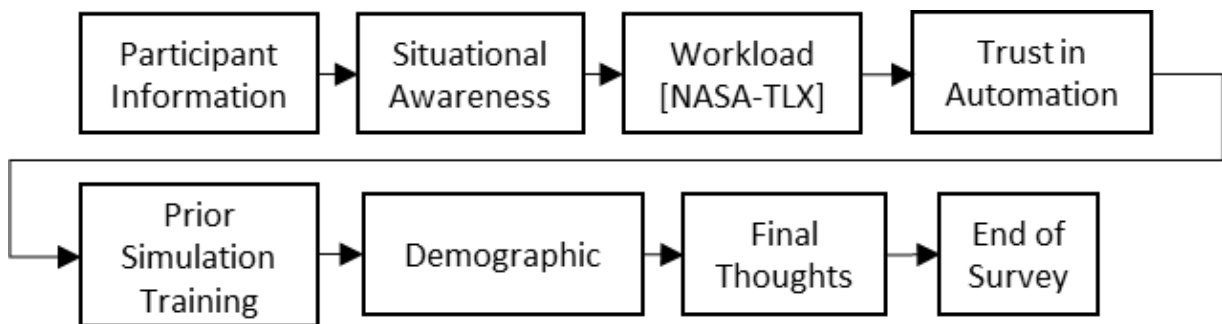 Participant
Information
Situational
Awareness
Workload
[NASA-TLX]
Trust in
Automation
Prior
Simulation
Training
Demographic
Final
Thoughts
End of
Survey